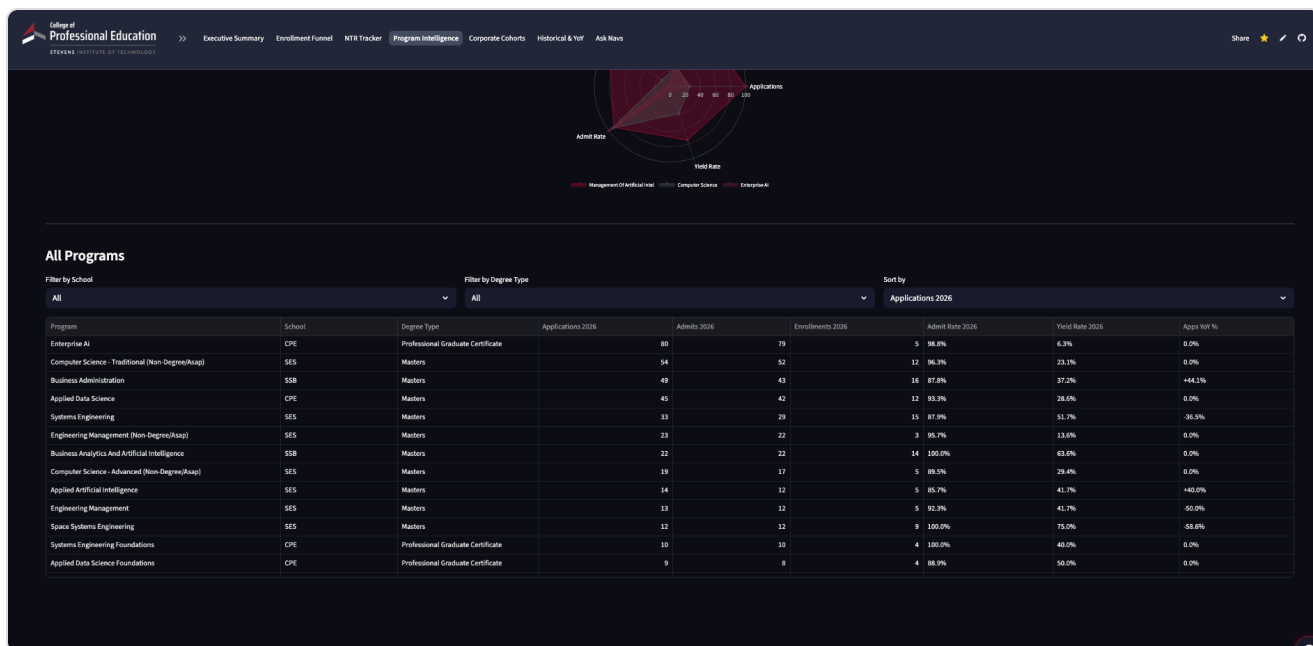 College of
Professional Education
STEVENS INSTITUTE OF TECHNOLOGY
Executive Summary Enrollment Funnel NTR Tracker Program Intelligence Corporate Cohorts Historical & YoY Ask Navs Share
Applications
0 20 40 60 80 100
Admit Rate
Yield Rate
Management Of Artificial Intel Computer Science Enterprise Ai
All Programs
Filter by School Filter by Degree Type Sort by
All All Applications 2026
Program School Degree Type Applications 2026 Admits 2026 Enrollments 2026 Admit Rate 2026 Yield Rate 2026 Apps YoY %
Enterprise Ai CPE Professional Graduate Certificate 80 79 5 98.8% 6.3% 0.0%
Computer Science - Traditional (Non-Degree/Asap) SES Masters 54 52 12 96.3% 23.1% 0.0%
Business Administration SSB Masters 49 43 16 87.8% 37.2% +44.1%
Applied Data Science CPE Masters 45 42 12 93.3% 28.6% 0.0%
Systems Engineering SES Masters 33 29 15 87.9% 51.7% -36.5%
Engineering Management (Non-Degree/Asap) SES Masters 23 22 3 95.7% 13.6% 0.0%
Business Analytics And Artificial Intelligence SSB Masters 22 22 14 100.0% 63.6% 0.0%
Computer Science - Advanced (Non-Degree/Asap) SES Masters 19 17 5 89.5% 29.4% 0.0%
Applied Artificial Intelligence SES Masters 14 12 5 85.7% 41.7% +40.0%
Engineering Management SES Masters 13 12 5 92.3% 41.7% -50.0%
Space Systems Engineering SES Masters 12 12 9 100.0% 75.0% -58.6%
Systems Engineering Foundations CPE Professional Graduate Certificate 10 10 4 100.0% 40.0% 0.0%
Applied Data Science Foundations CPE Professional Graduate Certificate 9 8 4 88.9% 50.0% 0.0%